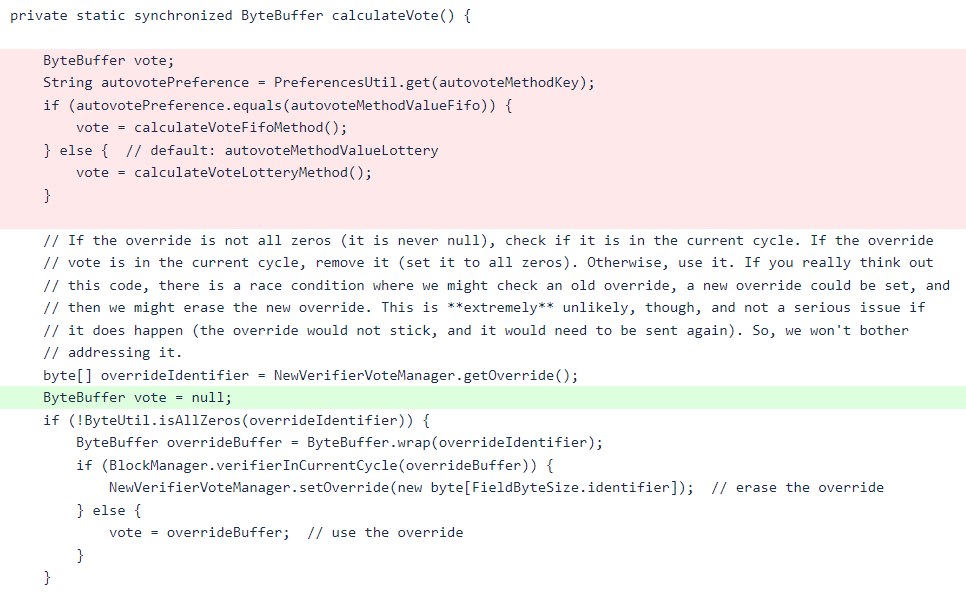 private static synchronized ByteBuffer calculateVote() {
ByteBuffer vote;
String autovotePreference = PreferencesUtil.get(autovoteMethodKey);
if (autovotePreference.equals(autovoteMethodValueFifo)) {
vote = calculateVoteFifoMethod();
} else {  // default: autovoteMethodValueLottery
vote = calculateVoteLotteryMethod();
}
// If the override is not all zeros (it is never null), check if it is in the current cycle. If the override
// vote is in the current cycle, remove it (set it to all zeros). Otherwise, use it. If you really think out
// this code, there is a race condition where we might check an old override, a new override could be set, and
// then we might erase the new override. This is **extremely** unlikely, though, and not a serious issue if
// it does happen (the override would not stick, and it would need to be sent again). So, we won't bother
// addressing it.
byte[] overrideIdentifier = NewVerifierVoteManager.getOverride();
ByteBuffer vote = null;
if (!ByteUtil.isAllZeros(overrideIdentifier)) {
ByteBuffer overrideBuffer = ByteBuffer.wrap(overrideIdentifier);
if (BlockManager.verifierInCurrentCycle(overrideBuffer)) {
NewVerifierVoteManager.setOverride(new byte[FieldByteSize.identifier]);  // erase the override
} else {
vote = overrideBuffer;  // use the override
}
}